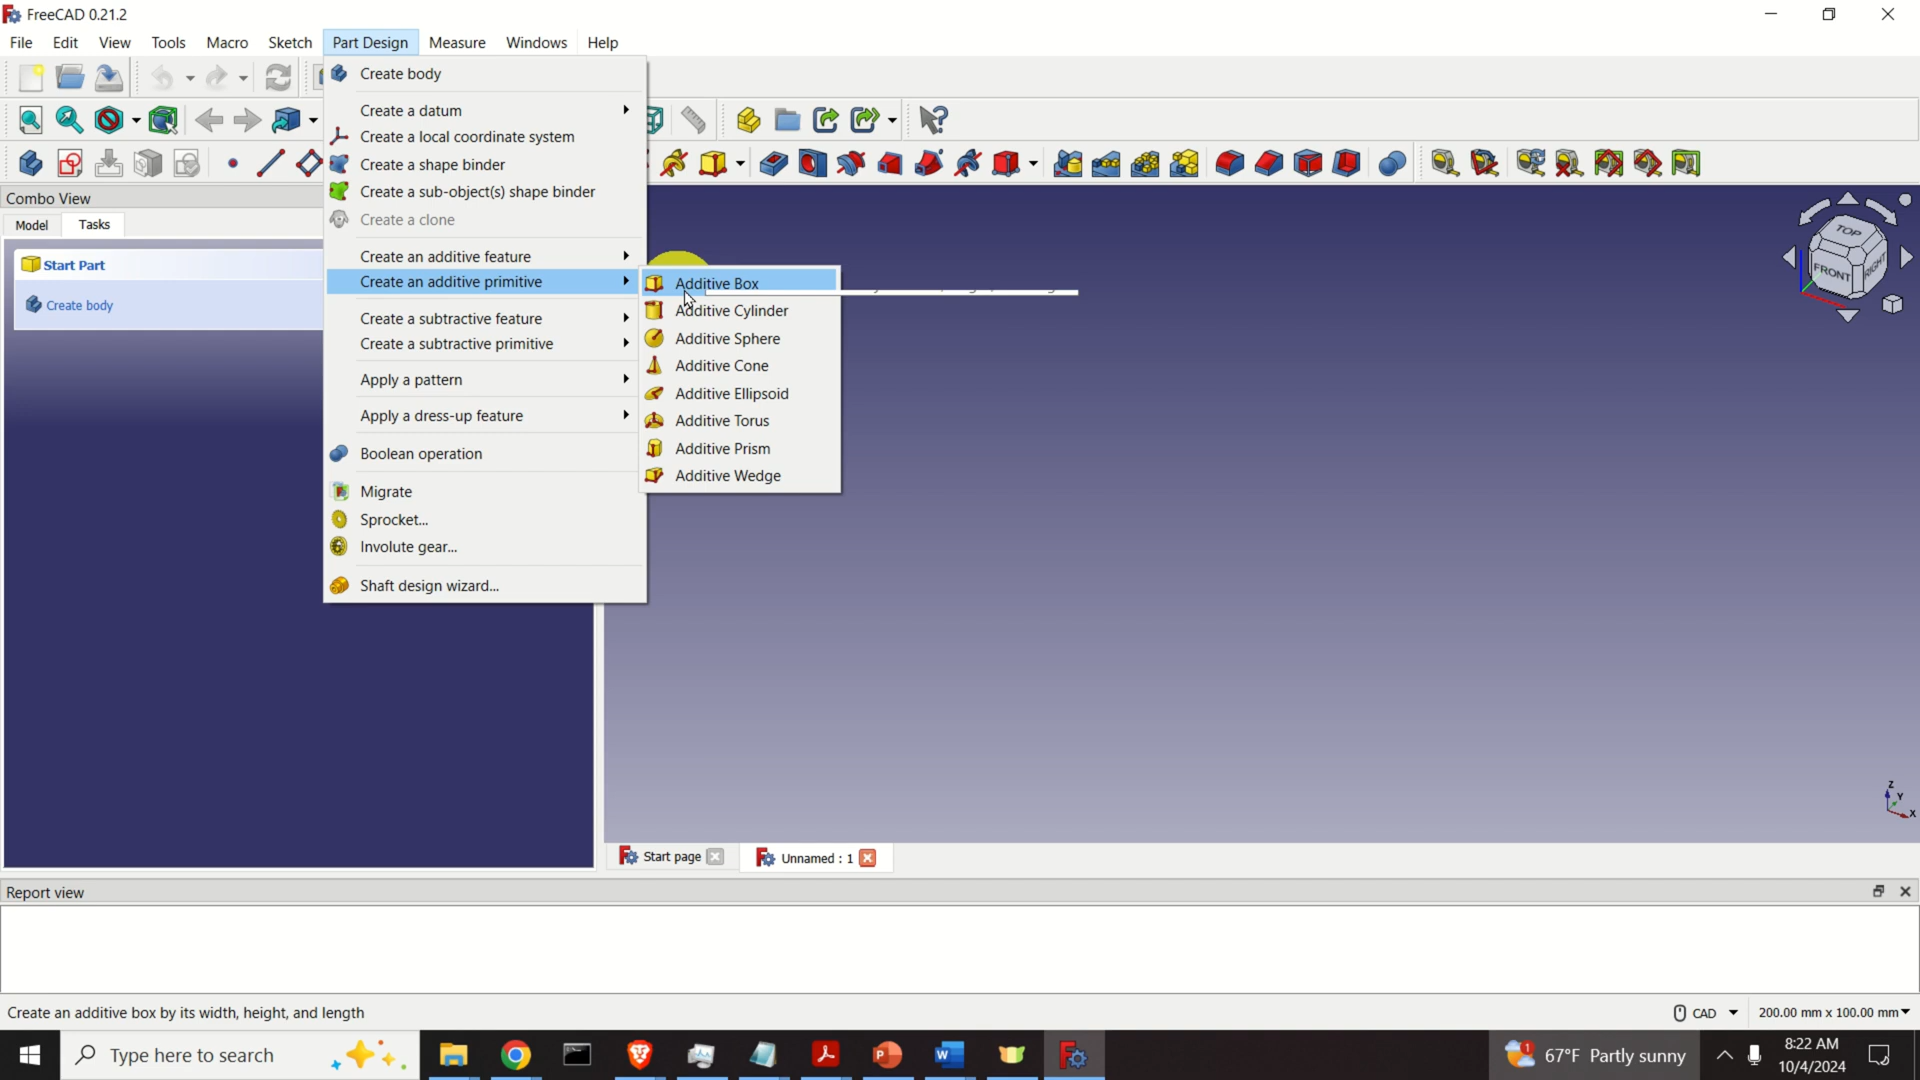 FreeCAD 0.21.2
File Edit View Tools Macro Sketch Part Design Measure Windows Help
Create body
Create a datum
Create a local coordinate system
Create a shape binder
Create a sub-object(s) shape binder
Create a clone
Create an additive feature
Create an additive primitive
Create a subtractive feature
Create a subtractive primitive
Apply a pattern
Apply a dress-up feature
Boolean operation
Migrate
Sprocket...
Involute gear...
Shaft design wizard...
Additive Box
Additive Cylinder
Additive Sphere
Additive Cone
Additive Ellipsoid
Additive Torus
Additive Prism
Additive Wedge
Combo View
Model Tasks
Start Part
Create body
TOP
FRONT
RIGHT
Z
Y
X
Start page
Unnamed : 1
Report view
Create an additive box by its width, height, and length
CAD
200.00 mm x 100.00 mm
Type here to search
1
67°F Partly sunny
8:22 AM
10/4/2024